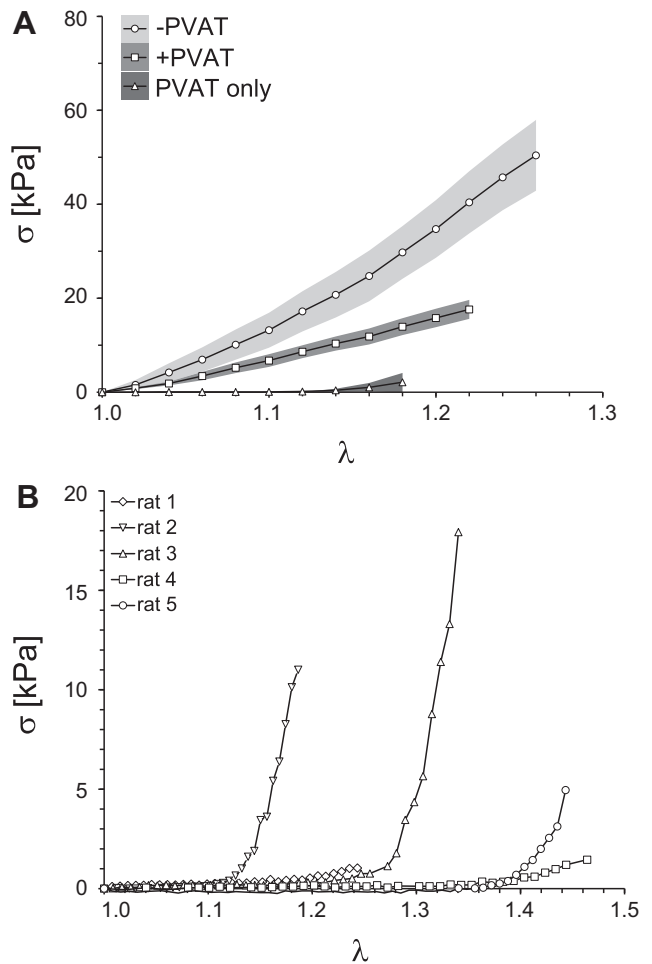 A
80
-PVAT
+PVAT
PVAT only
60
σ [kPa]
40
20
0
1.0 1.1 1.2 1.3
λ
B
20
rat 1
rat 2
rat 3
rat 4
rat 5
15
σ [kPa]
10
5
0
1.0 1.1 1.2 1.3 1.4 1.5
λ